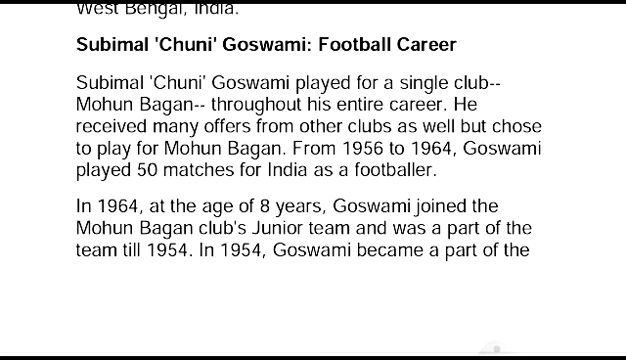 West Bengal, India.
Subimal 'Chuni' Goswami: Football Career
Subimal 'Chuni' Goswami played for a single club--
Mohun Bagan-- throughout his entire career. He
received many offers from other clubs as well but chose
to play for Mohun Bagan. From 1956 to 1964, Goswami
played 50 matches for India as a footballer.
In 1964, at the age of 8 years, Goswami joined the
Mohun Bagan club's Junior team and was a part of the
team till 1954. In 1954, Goswami became a part of the